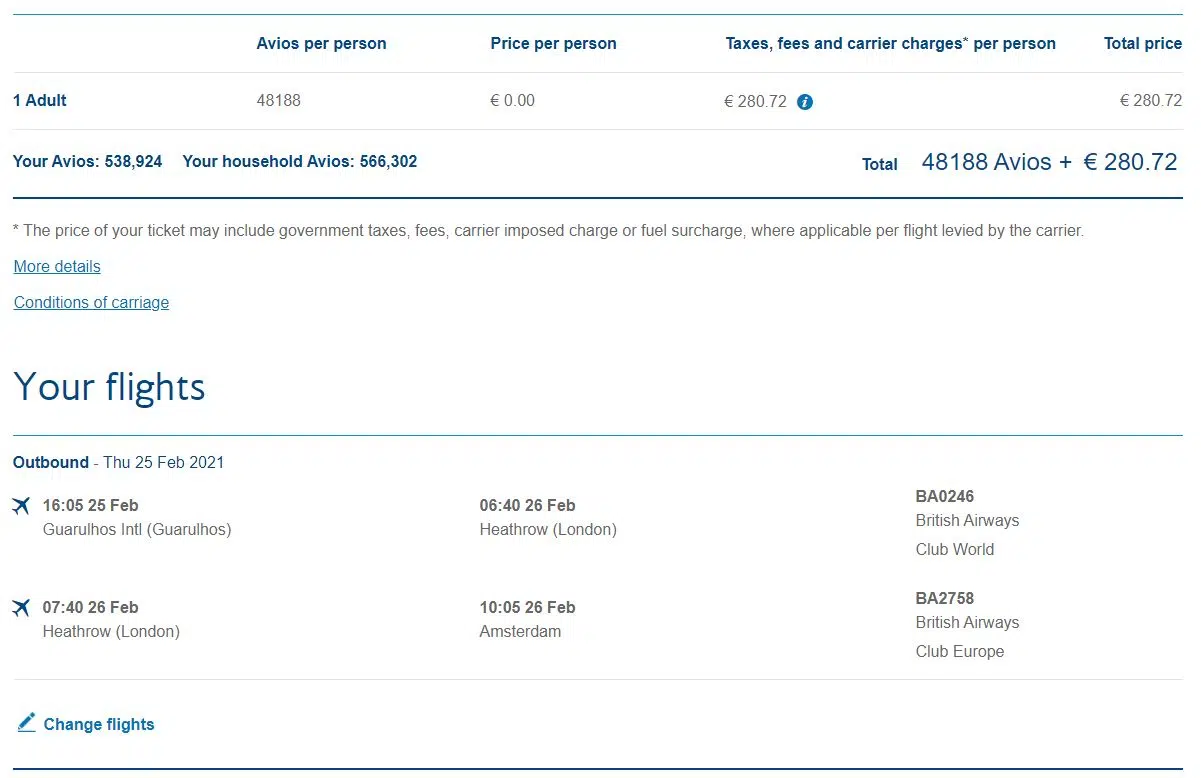 Avios per person Price per person Taxes, fees and carrier charges* per person Total price
1 Adult 48188 € 0.00 € 280.72 i € 280.72
Your Avios: 538,924 Your household Avios: 566,302 Total 48188 Avios + € 280.72
* The price of your ticket may include government taxes, fees, carrier imposed charge or fuel surcharge, where applicable per flight levied by the carrier.
More details
Conditions of carriage
Your flights
Outbound - Thu 25 Feb 2021
16:05 25 Feb 06:40 26 Feb BA0246
Guarulhos Intl (Guarulhos) Heathrow (London) British Airways
Club World
07:40 26 Feb 10:05 26 Feb BA2758
Heathrow (London) Amsterdam British Airways
Club Europe
Change flights